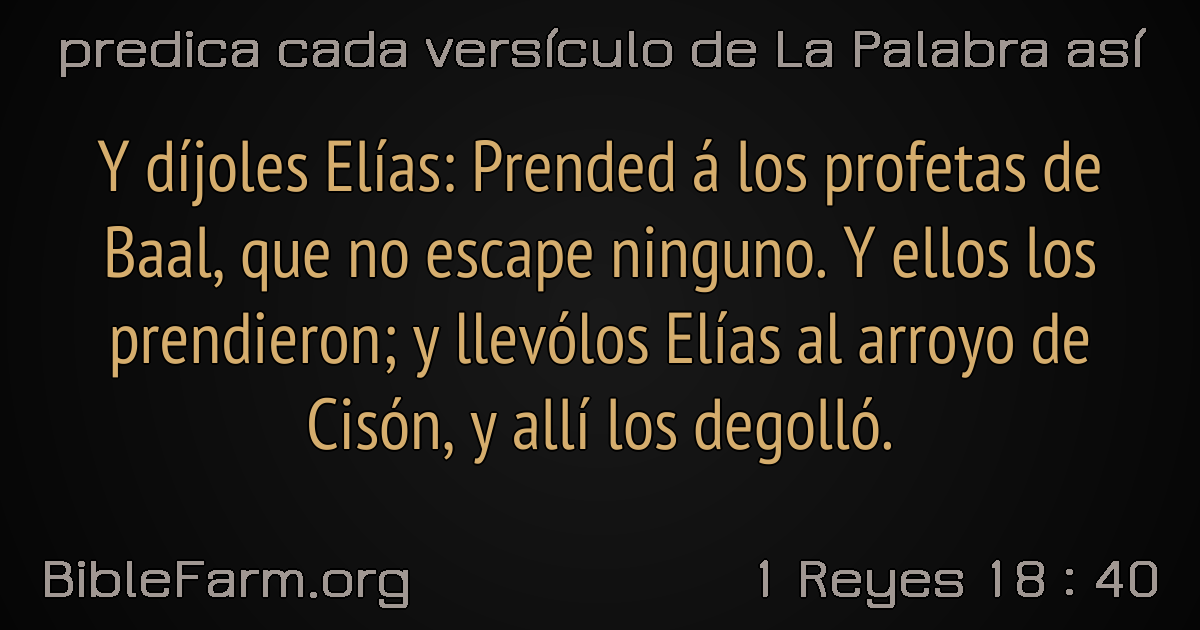 predica cada versículo de La Palabra así
Y díjoles Elías: Prended á los profetas de
Baal, que no escape ninguno. Y ellos los
prendieron; y llevólos Elías al arroyo de
Cisón, y allí los degolló.
BibleFarm.org
1 Reyes 18 : 40